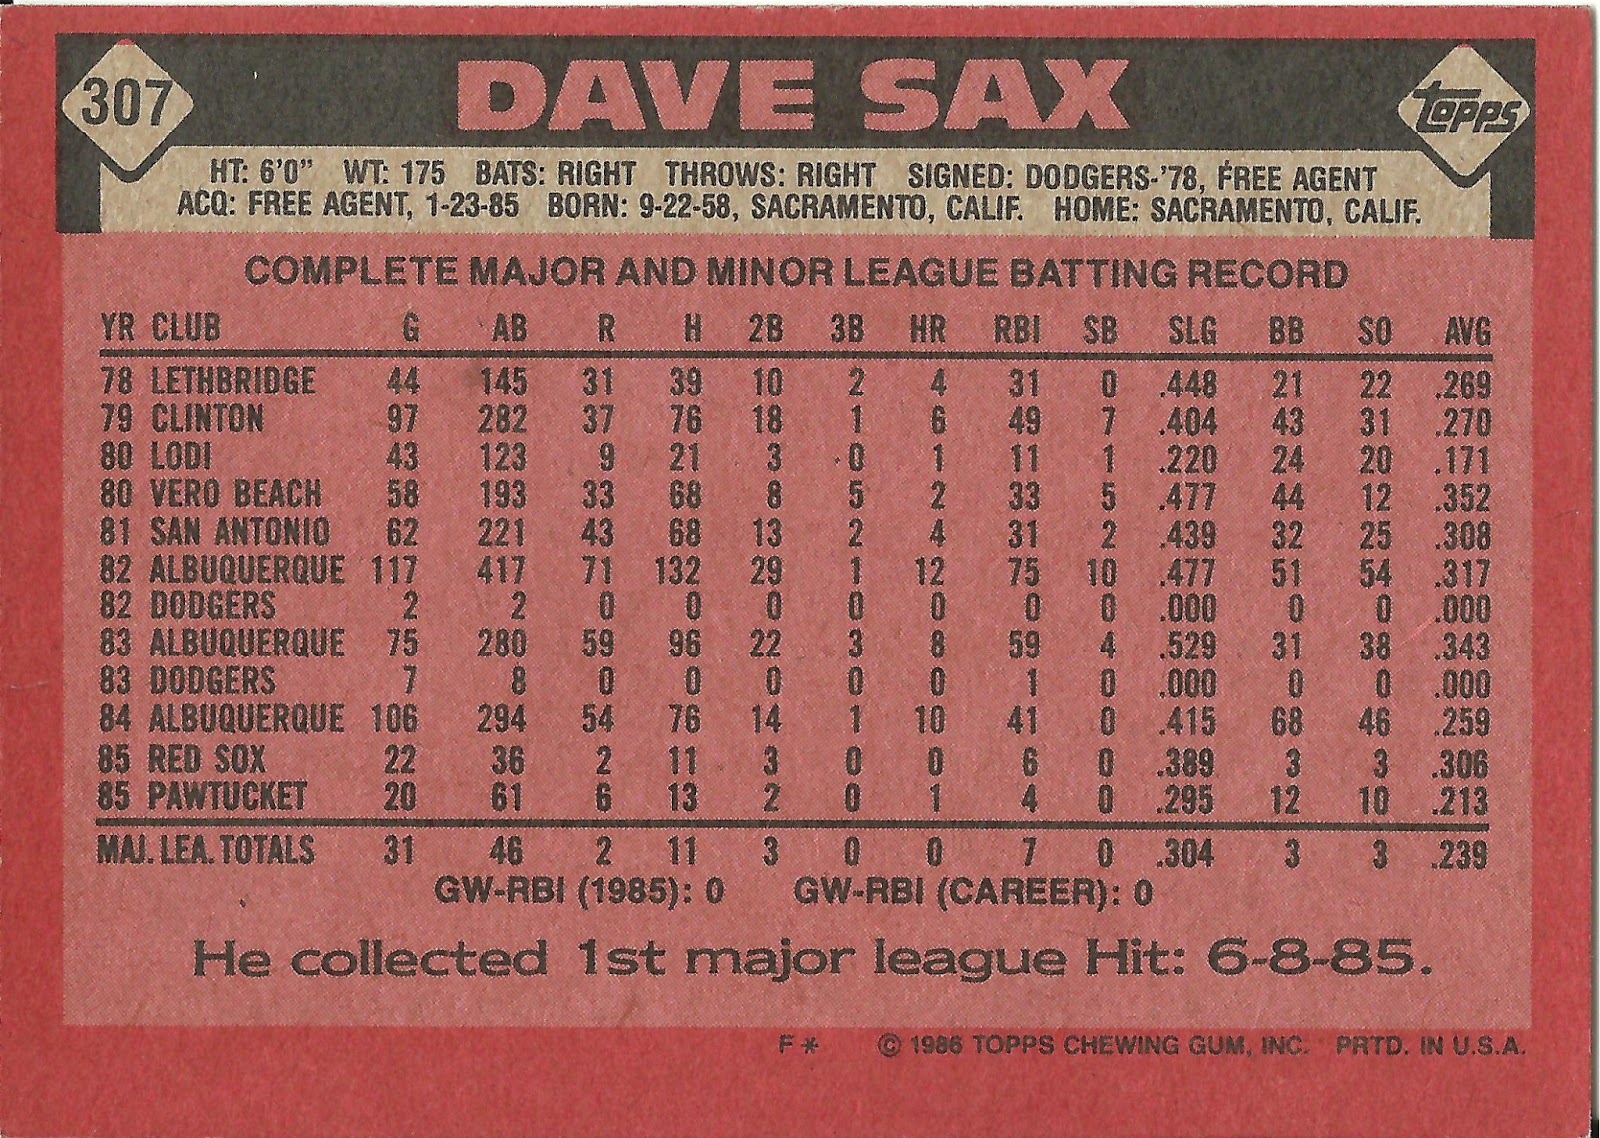 307 DAVE SAX topps
HT: 6'0" WT: 175 BATS: RIGHT THROWS: RIGHT SIGNED: DODGERS-'78, FREE AGENT
ACQ: FREE AGENT, 1-23-85 BORN: 9-22-58, SACRAMENTO, CALIF. HOME: SACRAMENTO, CALIF.
COMPLETE MAJOR AND MINOR LEAGUE BATTING RECORD
YR CLUB G AB R H 2B 3B HR RBI SB SLG BB SO AVG
78 LETHBRIDGE 44 145 31 39 10 2 4 31 0 .448 21 22 .269
79 CLINTON 97 282 37 76 18 1 6 49 7 .404 43 31 .270
80 LODI 43 123 9 21 3 0 1 11 1 .220 24 20 .171
80 VERO BEACH 58 193 33 68 8 5 2 33 5 .477 44 12 .352
81 SAN ANTONIO 62 221 43 68 13 2 4 31 2 .439 32 25 .308
82 ALBUQUERQUE 117 417 71 132 29 1 12 75 10 .477 51 54 .317
82 DODGERS 2 2 0 0 0 0 0 0 0 .000 0 0 .000
83 ALBUQUERQUE 75 280 59 96 22 3 8 59 4 .529 31 38 .343
83 DODGERS 7 8 0 0 0 0 0 1 0 .000 0 0 .000
84 ALBUQUERQUE 106 294 54 76 14 1 10 41 0 .415 68 46 .259
85 RED SOX 22 36 2 11 3 0 0 6 0 .389 3 3 .306
85 PAWTUCKET 20 61 6 13 2 0 1 4 0 .295 12 10 .213
MAJ. LEA. TOTALS 31 46 2 11 3 0 0 7 0 .304 3 3 .239
GW-RBI (1985): 0 GW-RBI (CAREER): 0
He collected 1st major league Hit: 6-8-85.
F* © 1986 TOPPS CHEWING GUM, INC. PRTD. IN U.S.A.